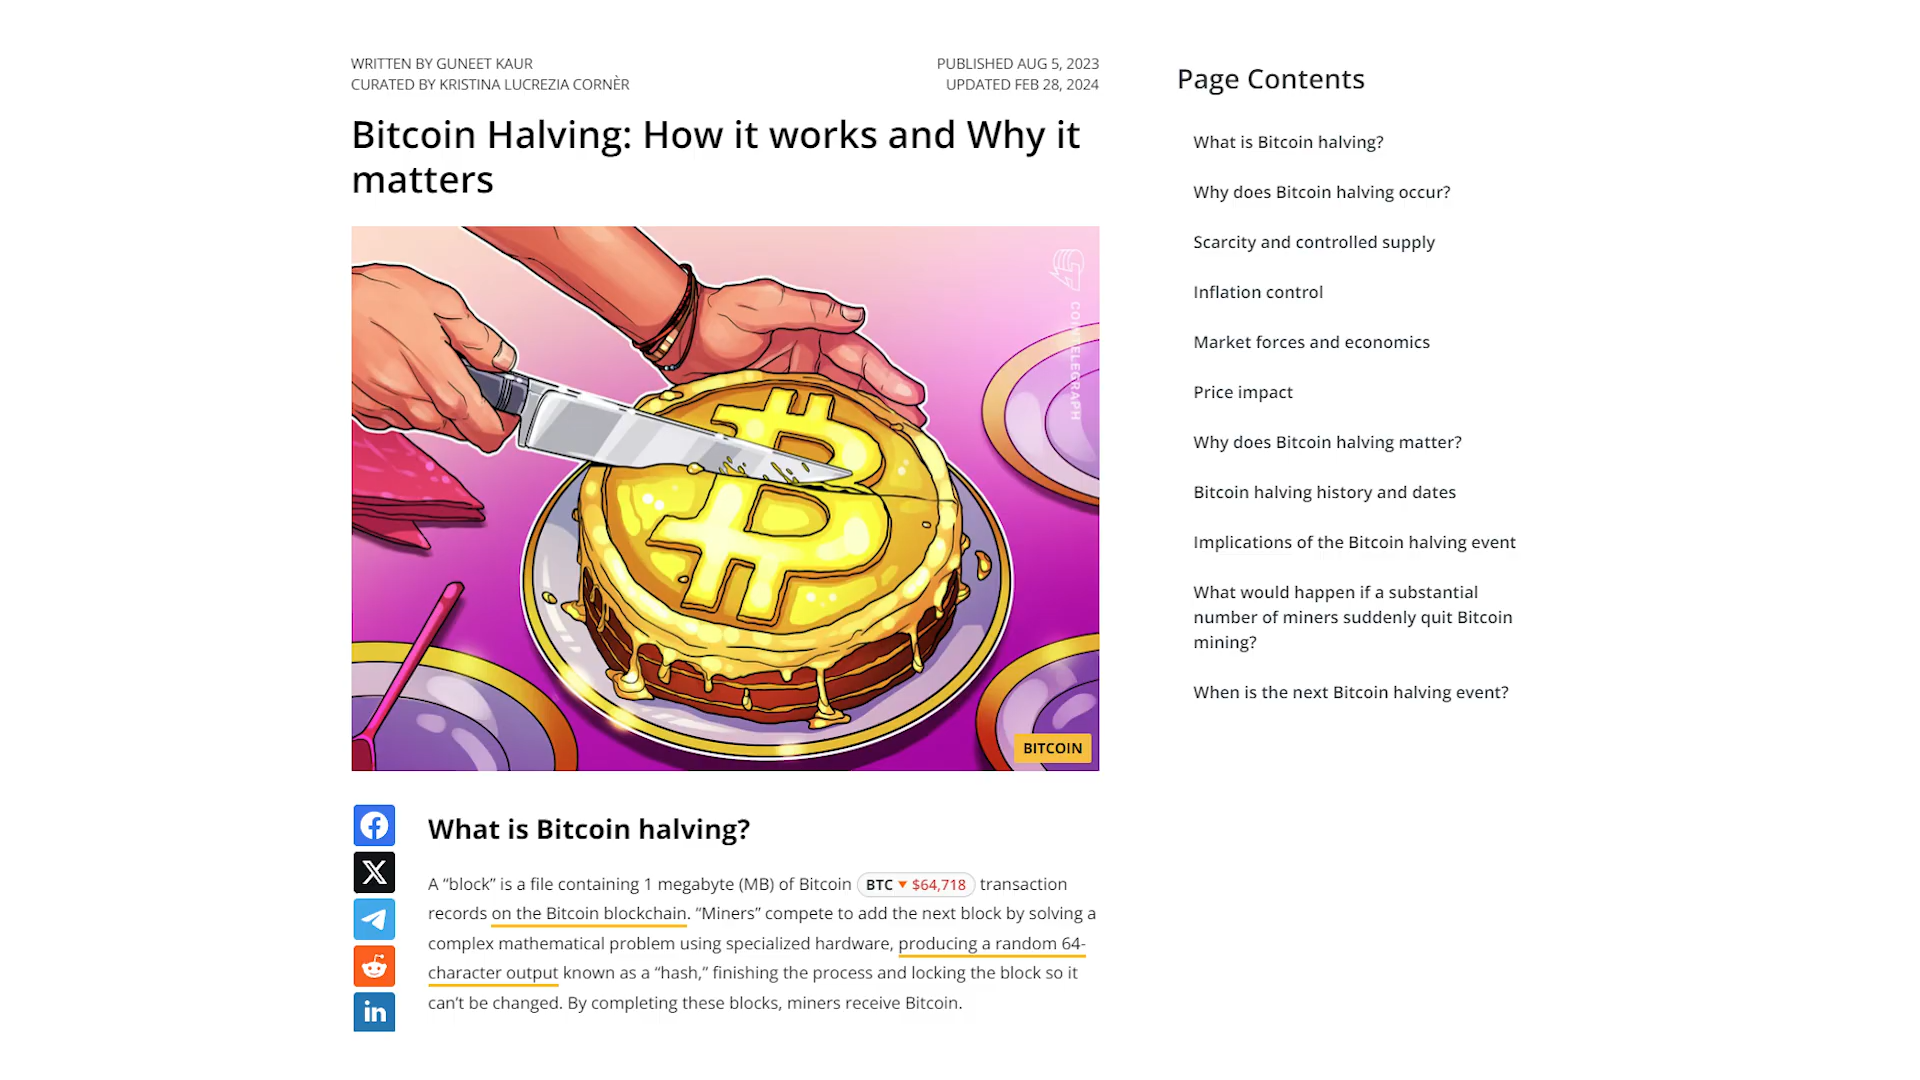 WRITTEN BY GUNEET KAUR
CURATED BY KRISTINA LUCREZIA CORNÈR
PUBLISHED AUG 5, 2023
UPDATED FEB 28, 2024
Bitcoin Halving: How it works and Why it
matters
COINTELEGRAPH
BITCOIN
What is Bitcoin halving?
A “block” is a file containing 1 megabyte (MB) of Bitcoin BTC ▼ $64,718 transaction
records on the Bitcoin blockchain. “Miners” compete to add the next block by solving a
complex mathematical problem using specialized hardware, producing a random 64-
character output known as a “hash,” finishing the process and locking the block so it
can’t be changed. By completing these blocks, miners receive Bitcoin.
Page Contents
What is Bitcoin halving?
Why does Bitcoin halving occur?
Scarcity and controlled supply
Inflation control
Market forces and economics
Price impact
Why does Bitcoin halving matter?
Bitcoin halving history and dates
Implications of the Bitcoin halving event
What would happen if a substantial
number of miners suddenly quit Bitcoin
mining?
When is the next Bitcoin halving event?